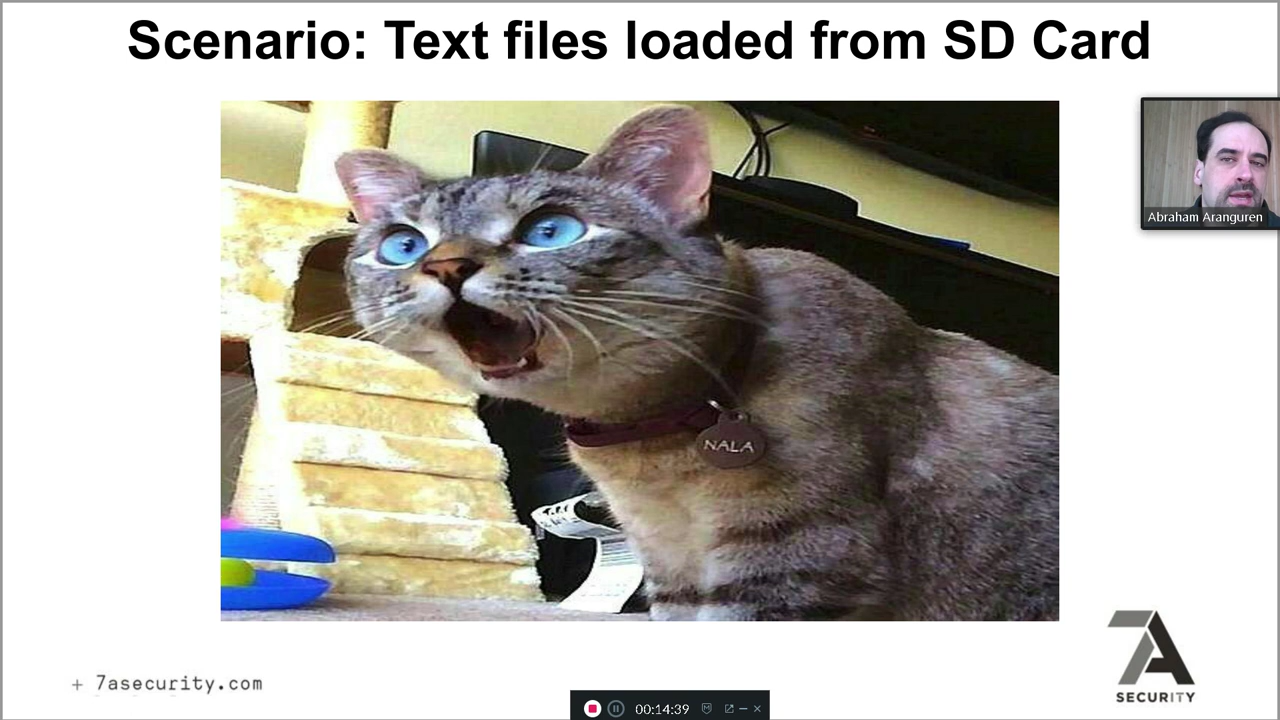 Scenario: Text files loaded from SD Card
Abraham Aranguren
NALA
+ 7asecurity.com
7A
SECURITY
00:14:39